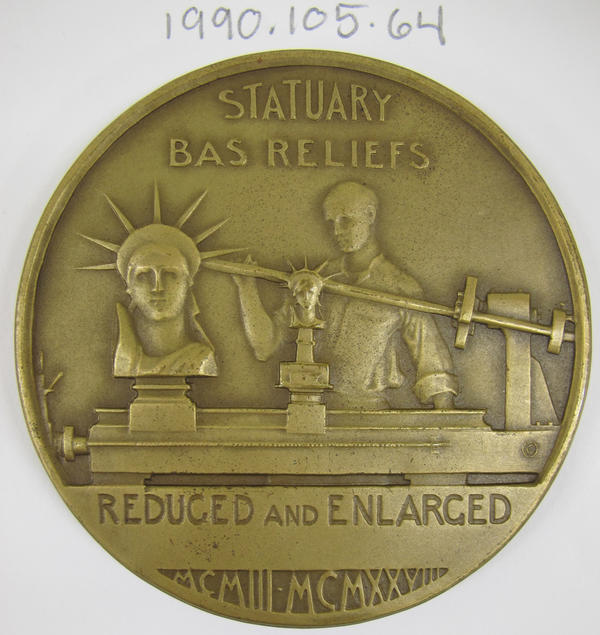 1990.105.64
STATUARY
BAS RELIEFS
REDUCED AND ENLARGED
MCMIII-MCMXXVIII